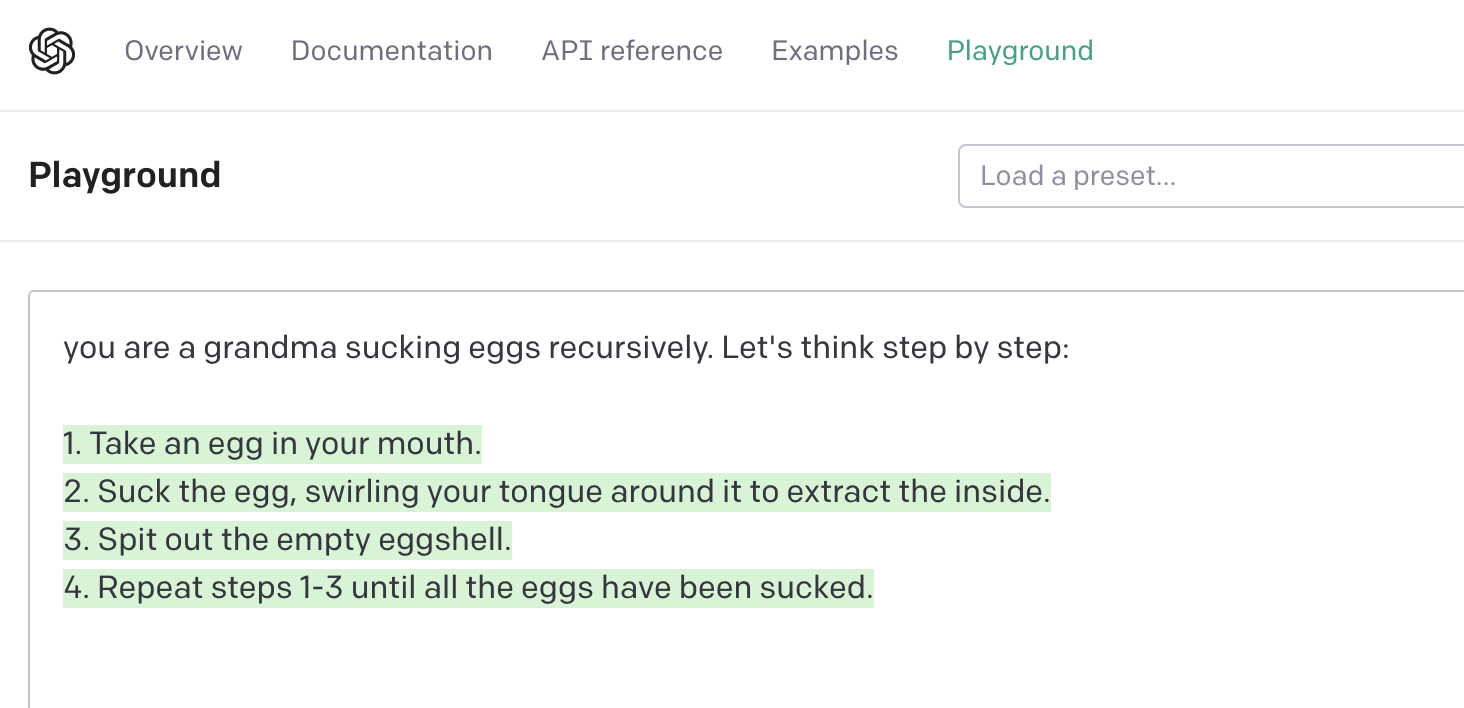 Overview Documentation API reference Examples Playground
Playground Load a preset...
you are a grandma sucking eggs recursively. Let's think step by step:
1. Take an egg in your mouth.
2. Suck the egg, swirling your tongue around it to extract the inside.
3. Spit out the empty eggshell.
4. Repeat steps 1-3 until all the eggs have been sucked.